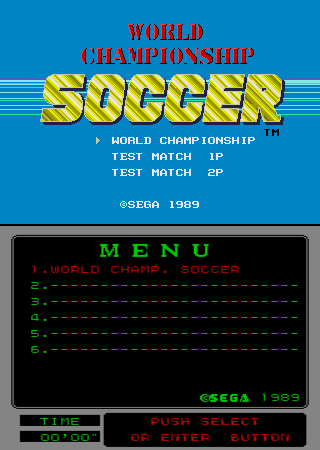 WORLD
CHAMPIONSHIP
SOCCER
TM
WORLD CHAMPIONSHIP
TEST MATCH 1P
TEST MATCH 2P
©SEGA 1989
MENU
1.WORLD CHAMP. SOCCER
2.--------------------------
3.--------------------------
4.--------------------------
5.--------------------------
6.--------------------------
©SEGA 1989
TIME
00'00"
PUSH SELECT
OR ENTER BUTTON